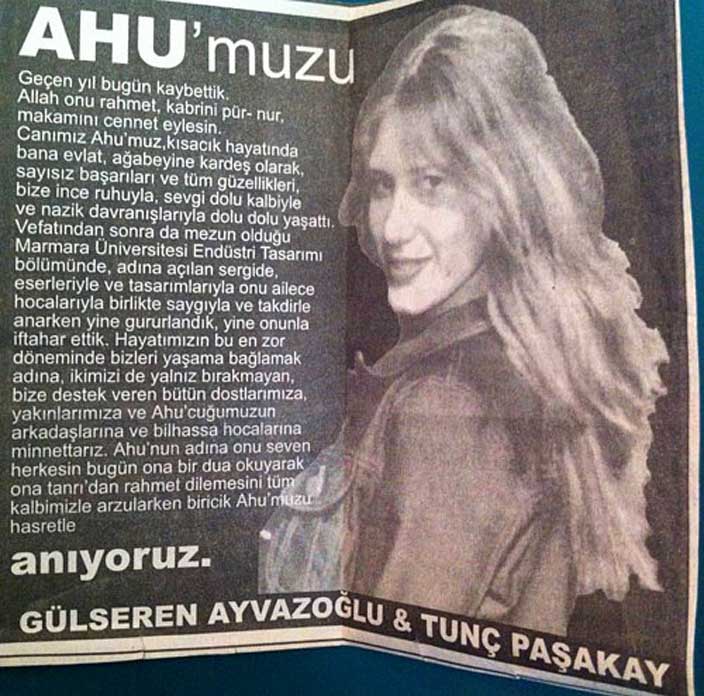 AHU'muzu
Geçen yıl bugün kaybettik.
Allah onu rahmet, kabrini pür- nur,
makamını cennet eylesin.
Canımız Ahu'muz,kısacık hayatında
bana evlat, ağabeyine kardeş olarak,
sayısız başarıları ve tüm güzellikleri,
bize ince ruhuyla, sevgi dolu kalbiyle
ve nazik davranışlarıyla dolu dolu yaşattı.
Vefatından sonra da mezun olduğu
Marmara Üniversitesi Endüstri Tasarımı
bölümünde, adına açılan sergide,
eserleriyle ve tasarımlarıyla onu ailece
hocalarıyla birlikte saygıyla ve takdirle
anarken yine gururlandık, yine onunla
iftahar ettik. Hayatımızın bu en zor
döneminde bizleri yaşama bağlamak
adına, ikimizi de yalnız bırakmayan,
bize destek veren bütün dostlarımıza,
yakınlarımıza ve Ahu'cuğumuzun
arkadaşlarına ve bilhassa hocalarına
minnettarız. Ahu'nun adına onu seven
herkesin bugün ona bir dua okuyarak
ona tanrı'dan rahmet dilemesini tüm
kalbimizle arzularken biricik Ahu'muzu
hasretle
anıyoruz.
GÜLSEREN AYVAZOĞLU & TUNÇ PAŞAKAY